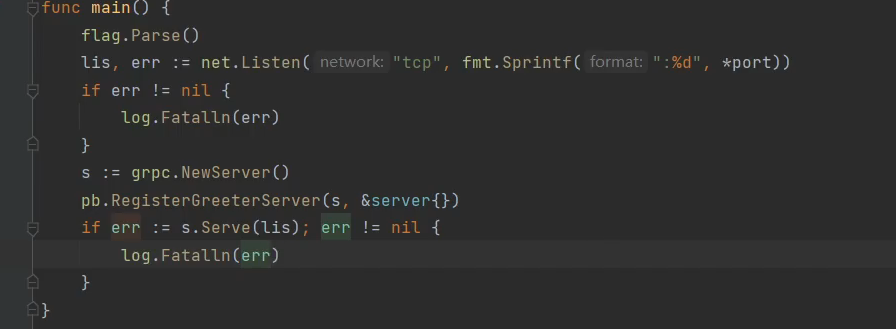 func main() {
flag.Parse()
lis, err := net.Listen( network: "tcp", fmt.Sprintf( format: ":%d", *port))
if err != nil {
log.Fatalln(err)
}
s := grpc.NewServer()
pb.RegisterGreeterServer(s, &server{})
if err := s.Serve(lis); err != nil {
log.Fatalln(err)
}
}